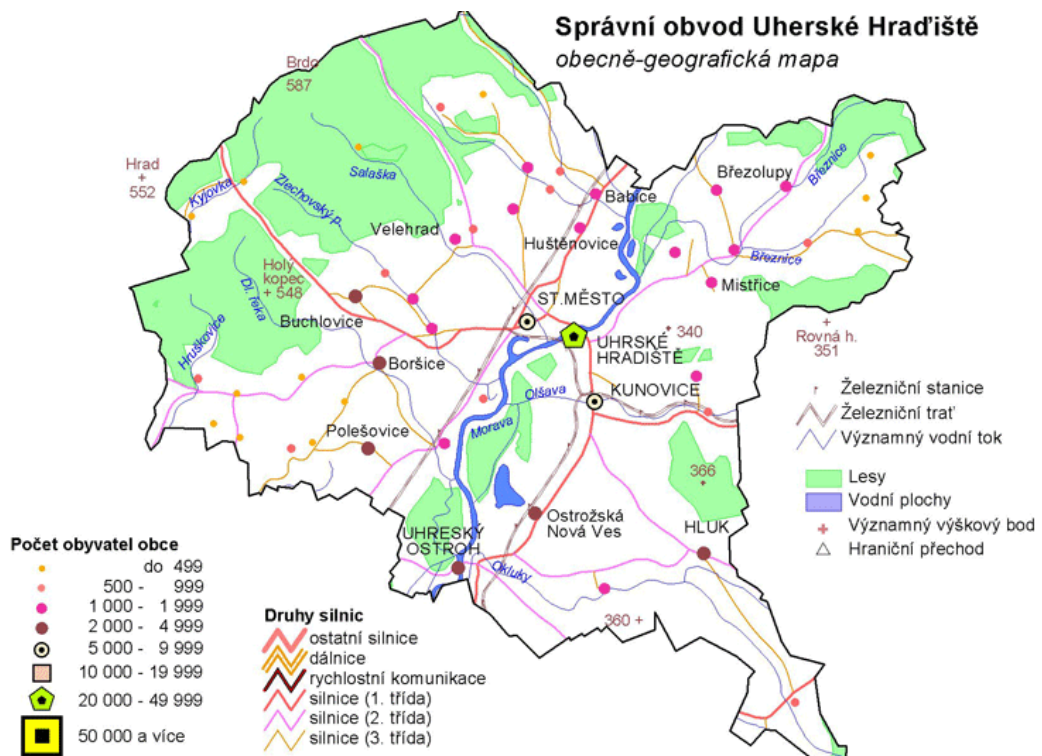 Správní obvod Uherské Hraďiště
obecně-geografická mapa
Brdo
587
Hrad
+
552
Kyjovka
Salaška
Zlechovský p.
Velehrad
Babice
Huštěnovice
Březolupy
Březnice
Březnice
Mistřice
Holý
kopec
+ 548
Dl. řeka
Hruškovice
Buchlovice
ST.MĚSTO
UHRSKÉ
HRADIŠTĚ
+ 340
+
Rovná h.
351
Boršice
KUNOVICE
Olšava
Morava
Polešovice
366
+
Ostrožská
Nová Ves
HLUK
UHRESKÝ
OSTROH
Okluky
360 +
Železniční stanice
Železniční trať
Významný vodní tok
Lesy
Vodní plochy
+ Významný výškový bod
Hraniční přechod
Počet obyvatel obce
do 499
500 - 999
1 000 - 1 999
2 000 - 4 999
5 000 - 9 999
10 000 - 19 999
20 000 - 49 999
50 000 a více
Druhy silnic
ostatní silnice
dálnice
rychlostní komunikace
silnice (1. třída)
silnice (2. třída)
silnice (3. třída)